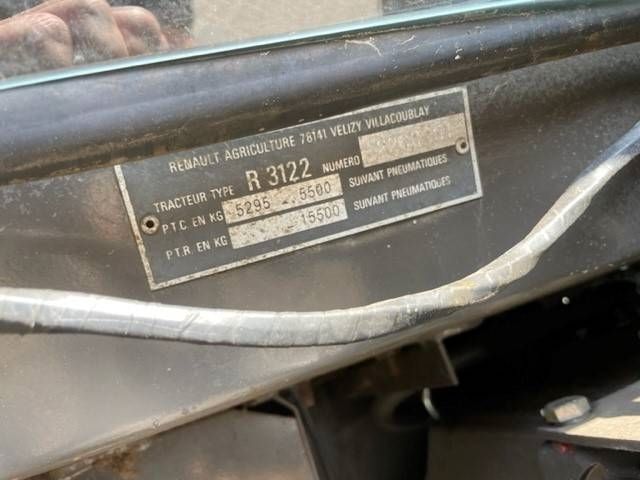 RENAULT AGRICULTURE 78141 VELIZY VILLACOUBLAY
TRACTEUR TYPE R 3122 NUMERO
P.T.C. EN KG 5295 - 5500 SUIVANT PNEUMATIQUES
P.T.R. EN KG 15500 SUIVANT PNEUMATIQUES